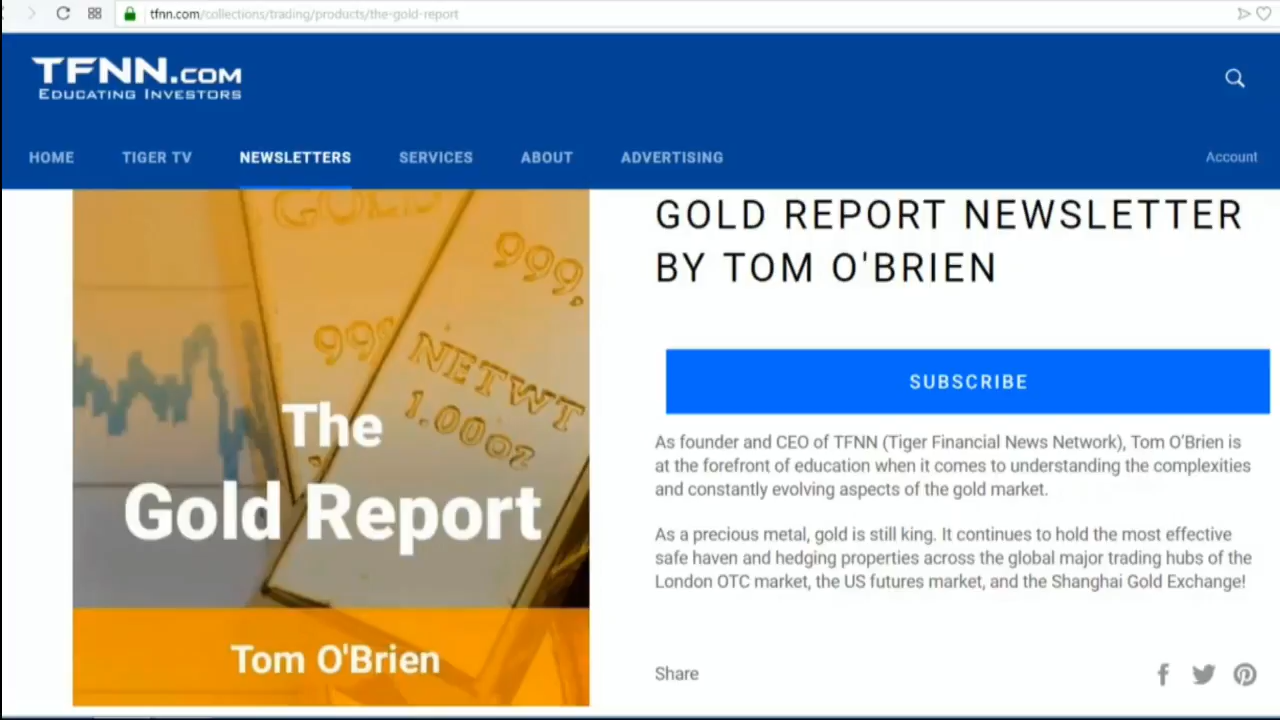 tfnn.com/collections/trading/products/the-gold-report
TFNN.COM
EDUCATING INVESTORS
HOME TIGER TV NEWSLETTERS SERVICES ABOUT ADVERTISING Account
GOLD
999.
999
NETWT
1.00OZ
The
Gold Report
Tom O'Brien
GOLD REPORT NEWSLETTER
BY TOM O'BRIEN
SUBSCRIBE
As founder and CEO of TFNN (Tiger Financial News Network), Tom O'Brien is
at the forefront of education when it comes to understanding the complexities
and constantly evolving aspects of the gold market.
As a precious metal, gold is still king. It continues to hold the most effective
safe haven and hedging properties across the global major trading hubs of the
London OTC market, the US futures market, and the Shanghai Gold Exchange!
Share